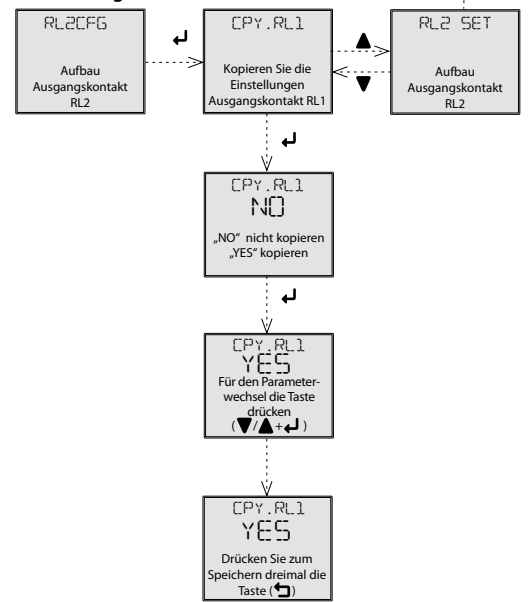 RL2CFG
Aufbau
Ausgangskontakt
RL2
CPY.RL1
Kopieren Sie die
Einstellungen
Ausgangskontakt RL1
RL2 SET
Aufbau
Ausgangskontakt
RL2
CPY.RL1
NO
„NO“ nicht kopieren
„YES“ kopieren
CPY.RL1
YES
Für den Parameter-
wechsel die Taste
drücken
(▼/▲+↵)
CPY.RL1
YES
Drücken Sie zum
Speichern dreimal die
Taste (⮌)